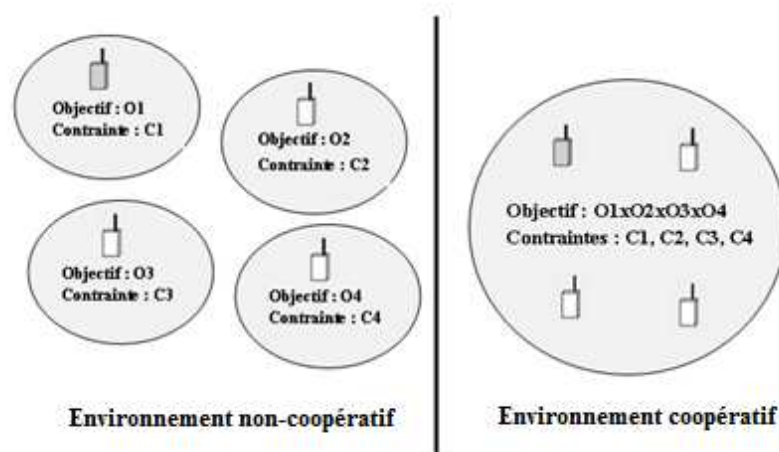 Objectif : O1
Contrainte : C1
Objectif : O2
Contrainte : C2
Objectif : O3
Contrainte : C3
Objectif : O4
Contrainte : C4
Environnement non-coopératif
Objectif : O1xO2xO3xO4
Contraintes : C1, C2, C3, C4
Environnement coopératif